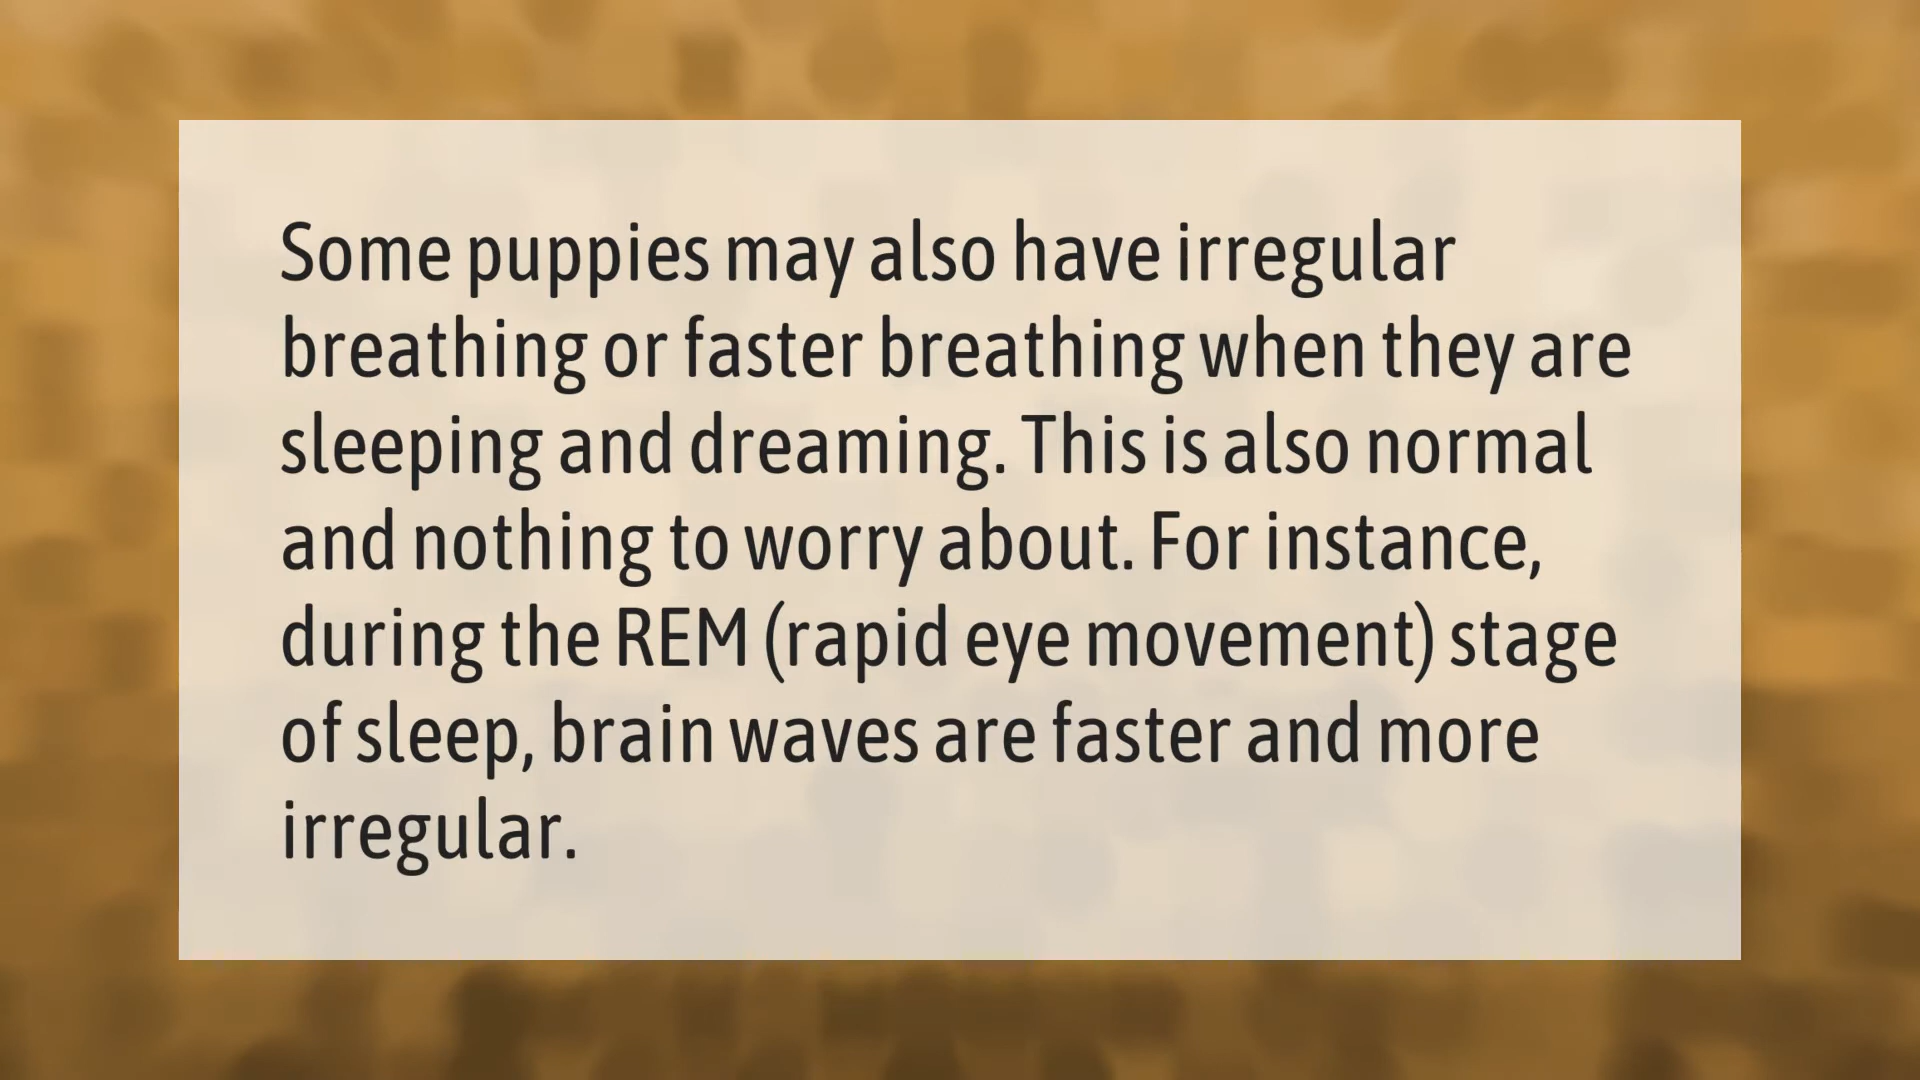 Some puppies may also have irregular
breathing or faster breathing when they are
sleeping and dreaming. This is also normal
and nothing to worry about. For instance,
during the REM (rapid eye movement) stage
of sleep, brain waves are faster and more
irregular.